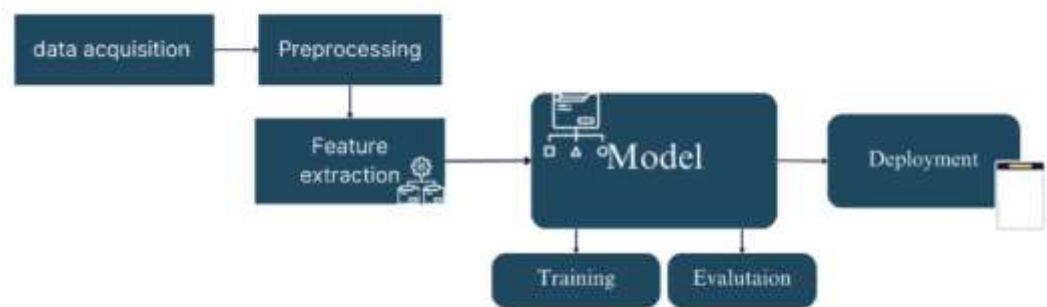 data acquisition
Preprocessing
Feature
extraction
Model
Deployment
Training
Evalutaion